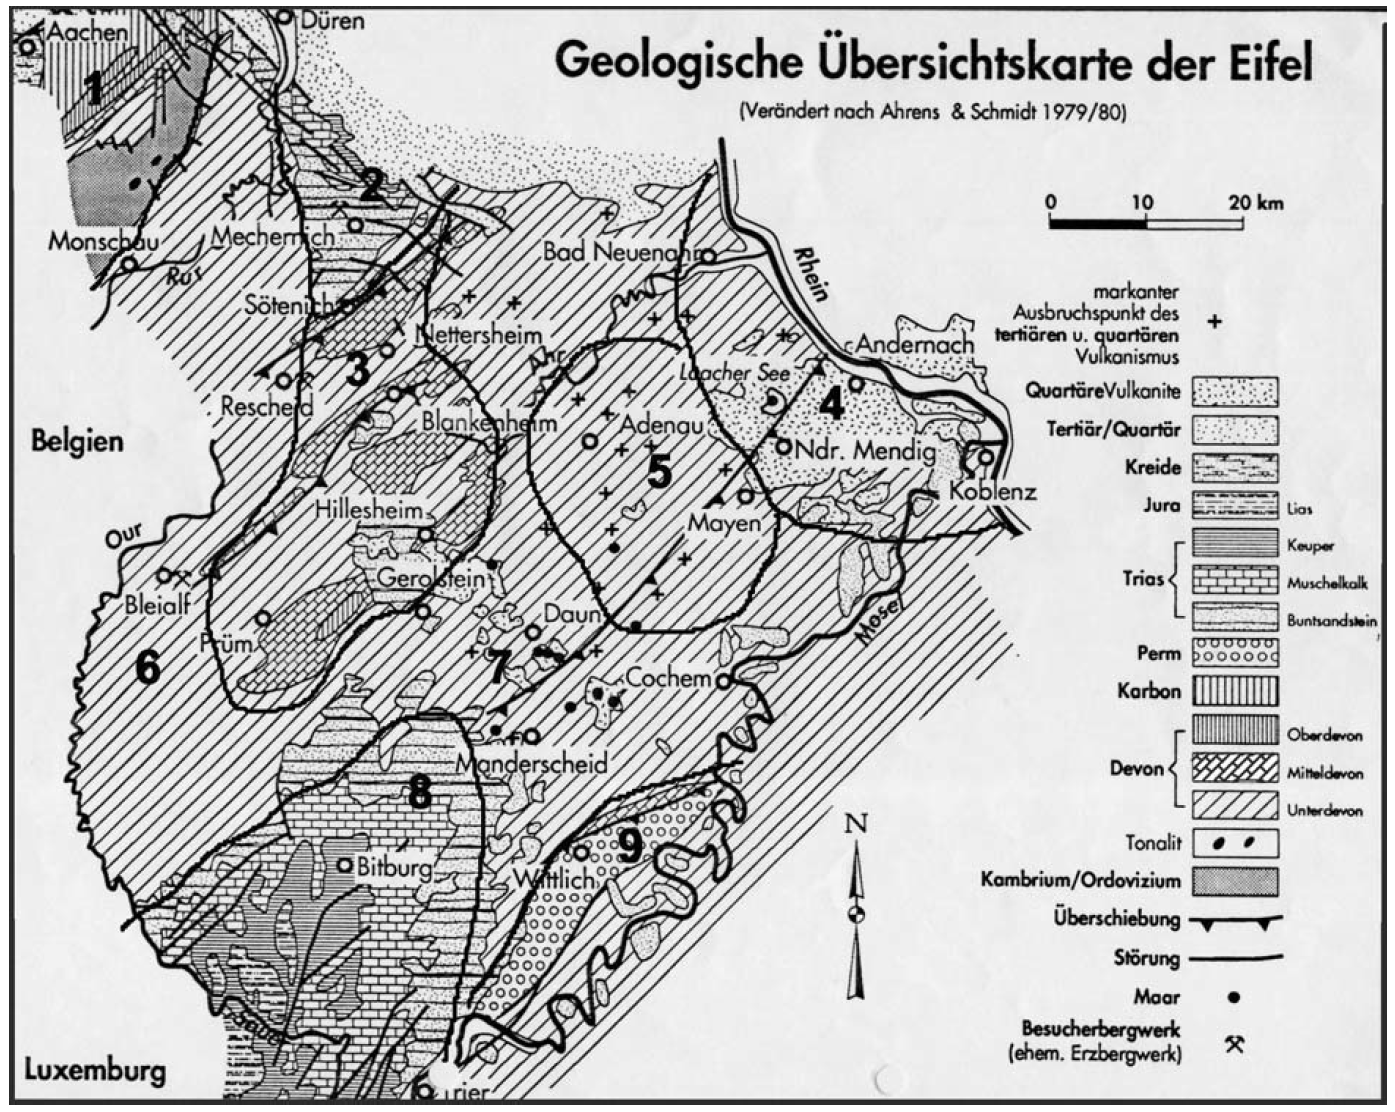 Geologische Übersichtskarte der Eifel
(Verändert nach Ahrens & Schmidt 1979/80)
Aachen
Düren
1
2
Monschau
Mechernich
Rur
Bad Neuenahr
Rhein
0 10 20 km
Sötenich
Nettersheim
Ahr
Andernach
Laacher See
3
4
Rescheid
Blankenheim
Adenau
Ndr. Mendig
Belgien
5
Koblenz
Hillesheim
Mayen
Our
Gerolstein
Bleialf
Daun
Mosel
Prüm
6
7
Cochem
Manderscheid
8
9
Bitburg
Wittlich
Sauer
Luxemburg
N
markanter
Ausbruchspunkt des
tertiären u. quartären
Vulkanismus
Quartäre Vulkanite
Tertiär/Quartär
Kreide
Jura Lias
Keuper
Trias Muschelkalk
Buntsandstein
Perm
Karbon
Oberdevon
Devon Mitteldevon
Unterdevon
Tonalit
Kambrium/Ordovizium
Überschiebung
Störung
Maar
Besucherbergwerk
(ehem. Erzbergwerk)